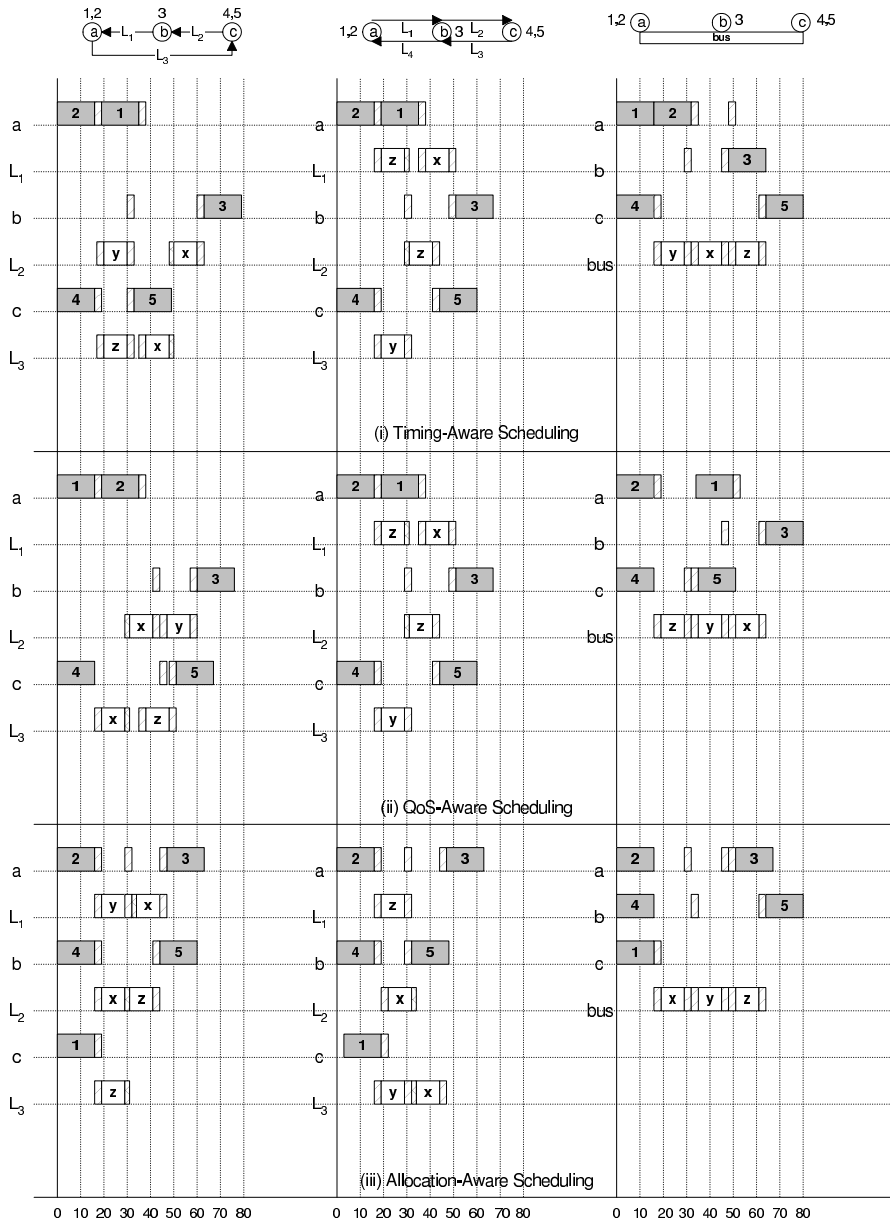 1,2 3 4,5
a L1 b L2 c
L3
1,2 a L1 b 3 L2 c 4,5
L4 L3
1,2 a b 3 c 4,5
bus
a 2 1
L1
b 3
L2 y x
c 4 5
L3 z x
a 2 1
L1 z x
b 3
L2 z
c 4 5
L3 y
a 1 2
b 3
c 4 5
bus y x z
(i) Timing-Aware Scheduling
a 1 2
L1
b 3
L2 x y
c 4 5
L3 x z
a 2 1
L1 z x
b 3
L2 z
c 4 5
L3 y
a 2 1
b 3
c 4 5
bus z y x
(ii) QoS-Aware Scheduling
a 2 3
L1 y x
b 4 5
L2 x z
c 1
L3 z
a 2 3
L1 z
b 4 5
L2 x
c 1
L3 y x
a 2 3
b 4 5
c 1
bus x y z
(iii) Allocation-Aware Scheduling
0 10 20 30 40 50 60 70 80
0 10 20 30 40 50 60 70 80
0 10 20 30 40 50 60 70 80